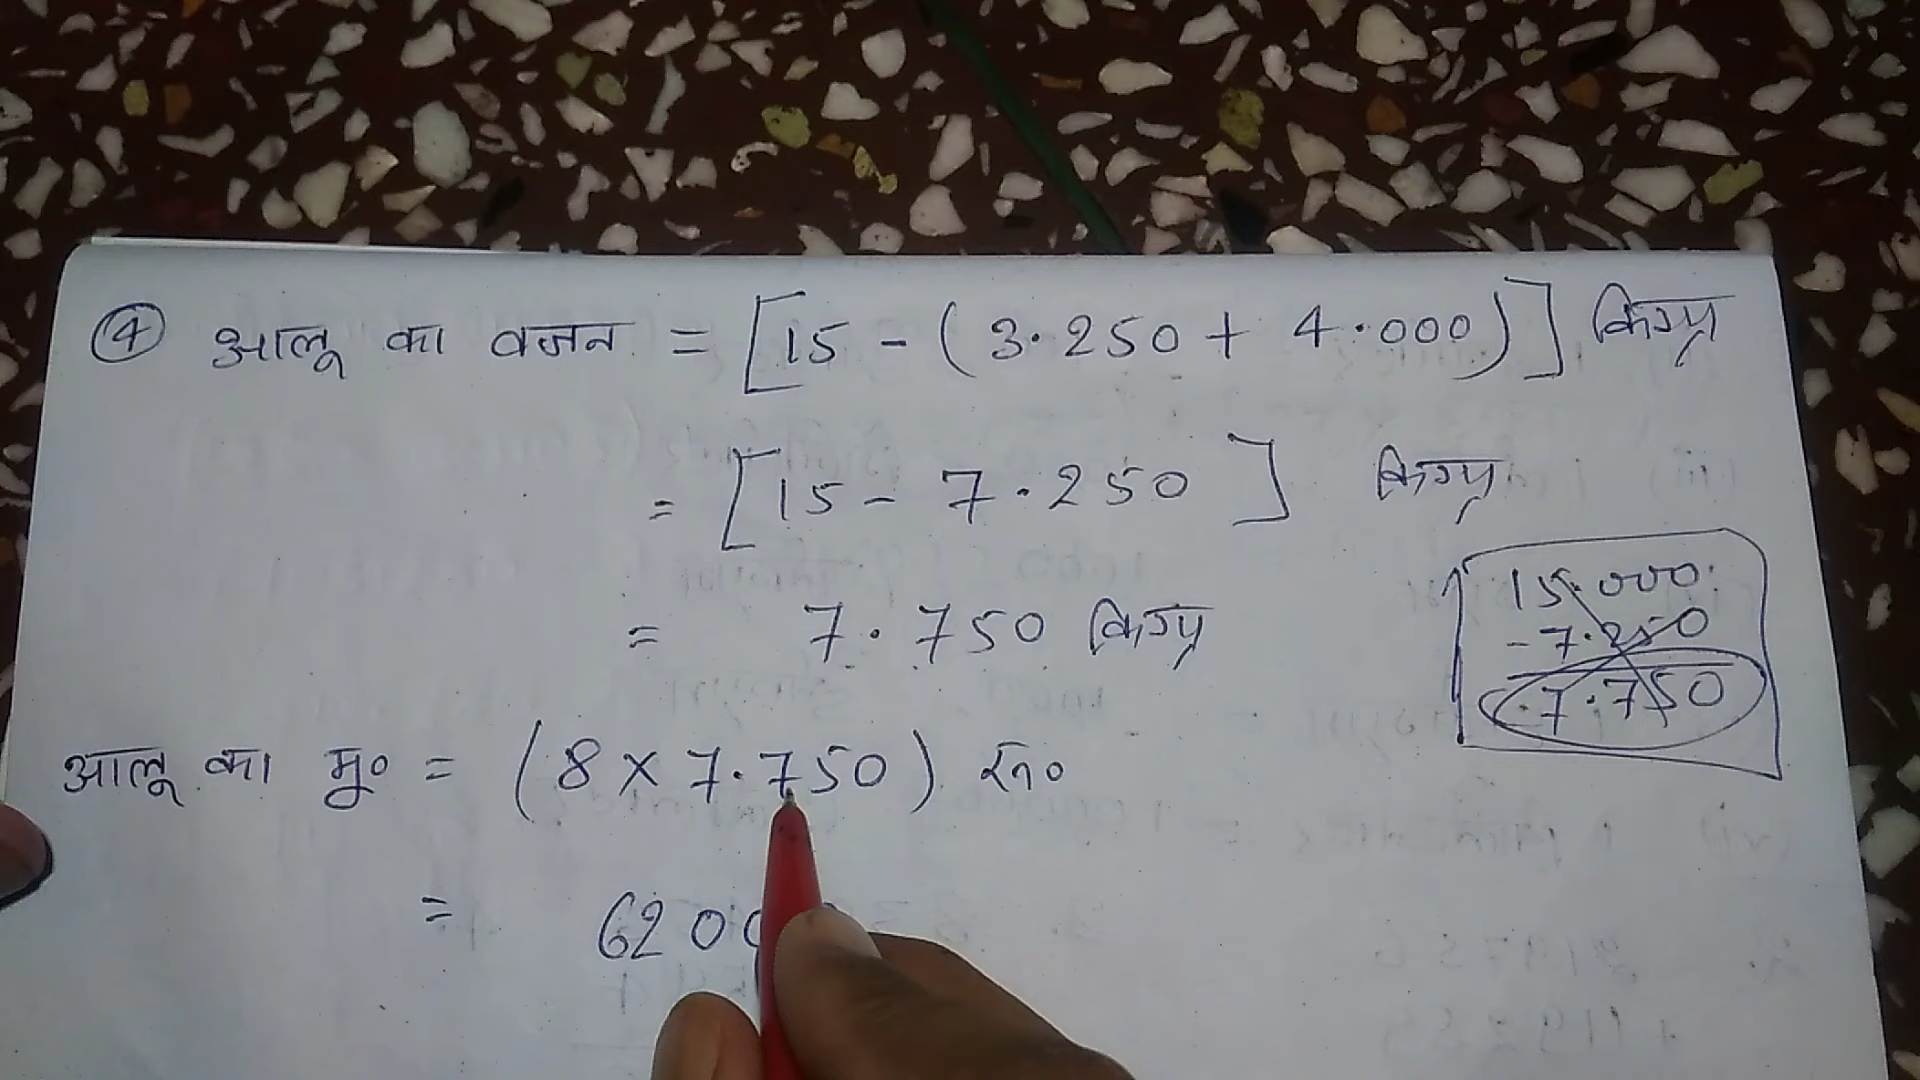 ④ आलू का वजन = [15 - (3.250 + 4.000)] किग्रा
= [15 - 7.250] किग्रा
= 7.750 किग्रा
15.000
- 7.250
7.750
आलू का मू० = (8 x 7.750) रु०
= 6200